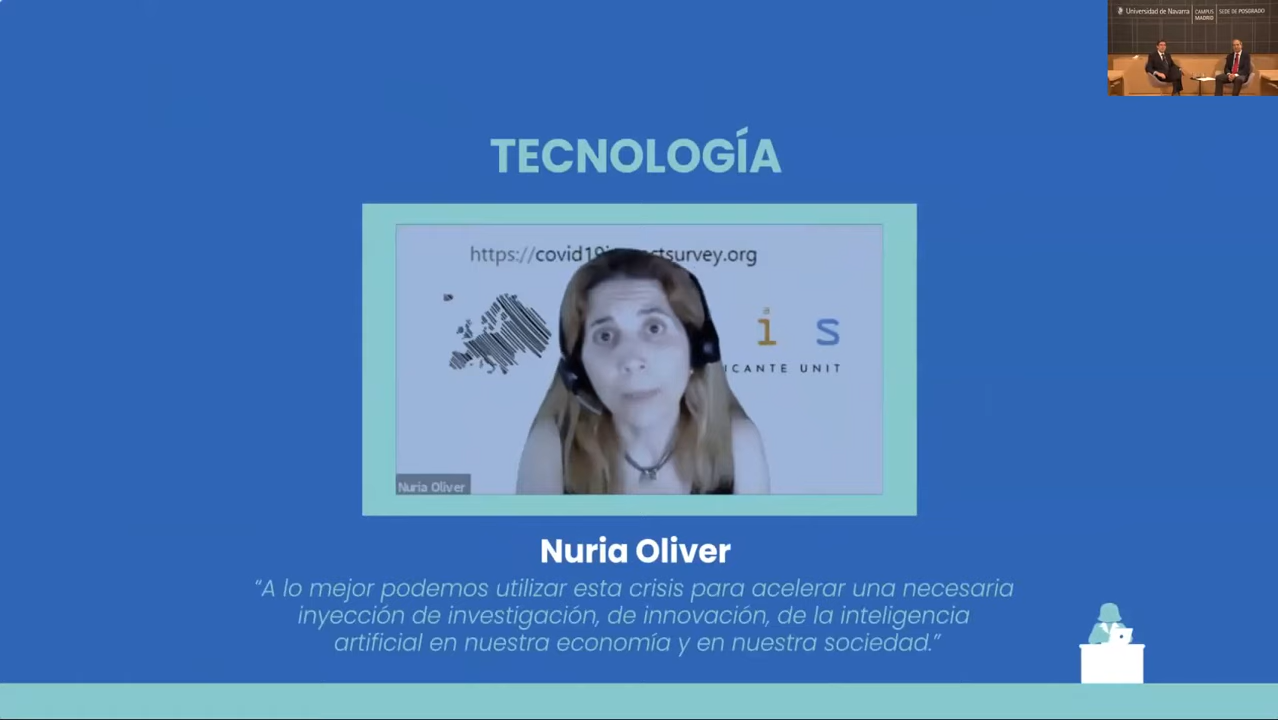 Universidad de Navarra
CAMPUS
MADRID
SEDE DE POSGRADO
TECNOLOGÍA
https://covid19i ctsurvey.org
a
i s
ICANTE UNIT
Nuria Oliver
Nuria Oliver
“A lo mejor podemos utilizar esta crisis para acelerar una necesaria
inyección de investigación, de innovación, de la inteligencia
artificial en nuestra economía y en nuestra sociedad.”